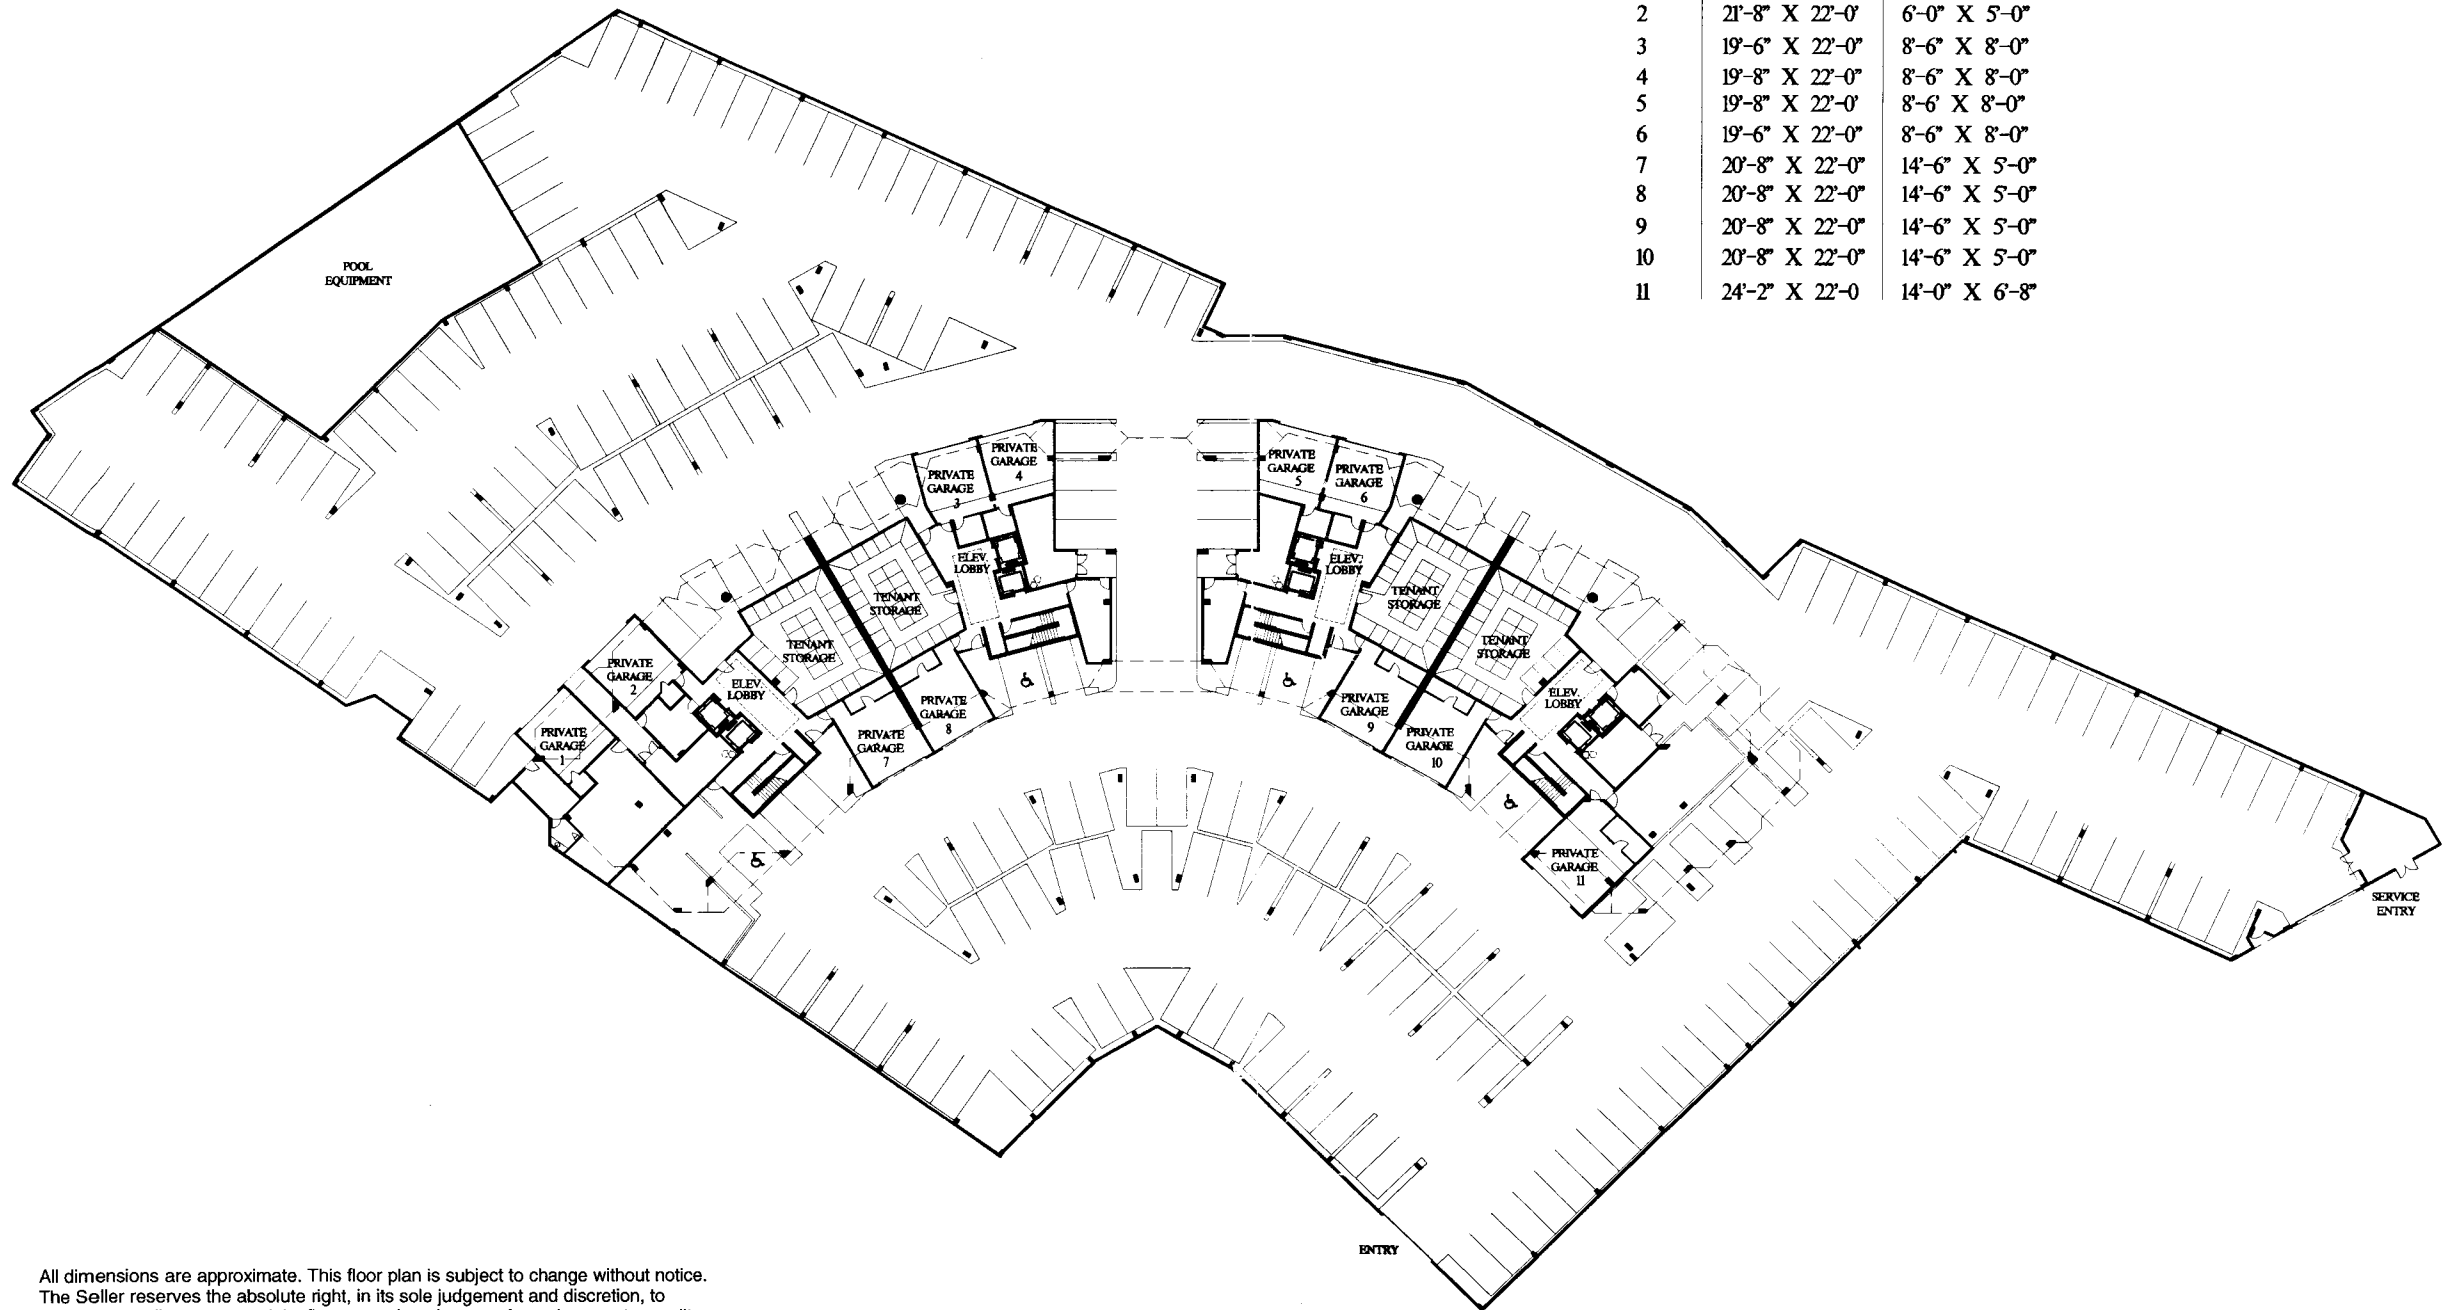 2 21'-8" X 22'-0' 6'-0" X 5'-0"
3 19'-6" X 22'-0" 8'-6" X 8'-0"
4 19'-8" X 22'-0" 8'-6" X 8'-0"
5 19'-8" X 22'-0' 8'-6' X 8'-0"
6 19'-6" X 22'-0" 8'-6" X 8'-0"
7 20'-8" X 22'-0" 14'-6" X 5'-0"
8 20'-8" X 22'-0" 14'-6" X 5'-0"
9 20'-8" X 22'-0" 14'-6" X 5'-0"
10 20'-8" X 22'-0" 14'-6" X 5'-0"
11 24'-2" X 22'-0 14'-0" X 6'-8"
POOL
EQUIPMENT
PRIVATE
GARAGE
3
PRIVATE
GARAGE
4
PRIVATE
GARAGE
5
PRIVATE
GARAGE
6
ELEV.
LOBBY
ELEV.
LOBBY
TENANT
STORAGE
TENANT
STORAGE
TENANT
STORAGE
TENANT
STORAGE
PRIVATE
GARAGE
2
ELEV.
LOBBY
PRIVATE
GARAGE
1
PRIVATE
GARAGE
8
PRIVATE
GARAGE
7
PRIVATE
GARAGE
9
PRIVATE
GARAGE
10
ELEV.
LOBBY
PRIVATE
GARAGE
11
SERVICE
ENTRY
ENTRY
All dimensions are approximate. This floor plan is subject to change without notice.
The Seller reserves the absolute right, in its sole judgement and discretion, to